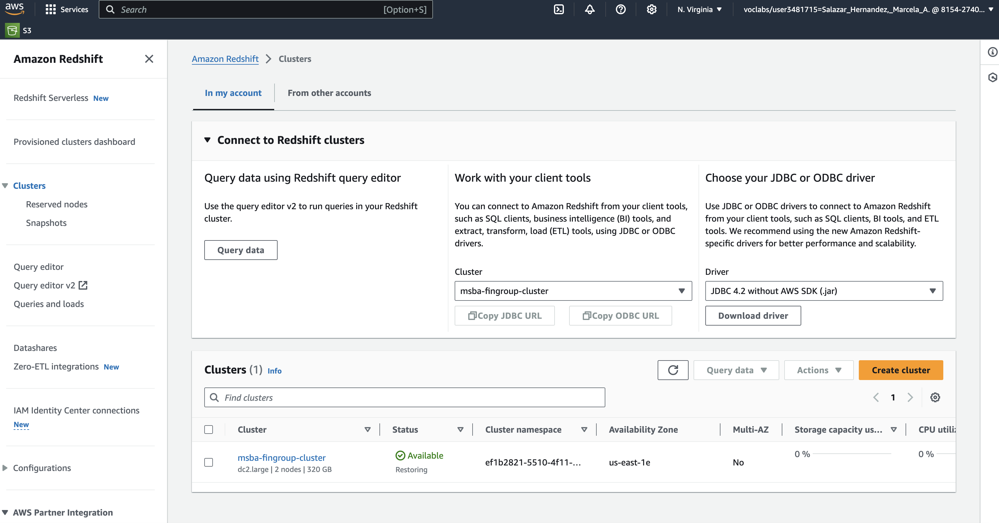 aws
Services
Search
[Option+S]
N. Virginia
voclabs/user3481715=Salazar_Hernandez,_Marcela_A. @ 8154-2740...
S3
Amazon Redshift
Redshift Serverless New
Provisioned clusters dashboard
Clusters
Reserved nodes
Snapshots
Query editor
Query editor v2
Queries and loads
Datashares
Zero-ETL integrations New
IAM Identity Center connections
New
Configurations
AWS Partner Integration
Amazon Redshift > Clusters
In my account
From other accounts
Connect to Redshift clusters
Query data using Redshift query editor
Use the query editor v2 to run queries in your Redshift
cluster.
Query data
Work with your client tools
You can connect to Amazon Redshift from your client tools,
such as SQL clients, business intelligence (BI) tools, and
extract, transform, load (ETL) tools, using JDBC or ODBC
drivers.
Cluster
msba-fingroup-cluster
Copy JDBC URL
Copy ODBC URL
Choose your JDBC or ODBC driver
Use JDBC or ODBC drivers to connect to Amazon Redshift
from your client tools, such as SQL clients, BI tools, and ETL
tools. We recommend using the new Amazon Redshift-
specific drivers for better performance and scalability.
Driver
JDBC 4.2 without AWS SDK (.jar)
Download driver
Clusters (1) Info
Query data
Actions
Create cluster
Find clusters
1
Cluster
Status
Cluster namespace
Availability Zone
Multi-AZ
Storage capacity us...
CPU utili
msba-fingroup-cluster
dc2.large | 2 nodes | 320 GB
Available
Restoring
ef1b2821-5510-4f11-...
us-east-1e
No
0 %
0 %